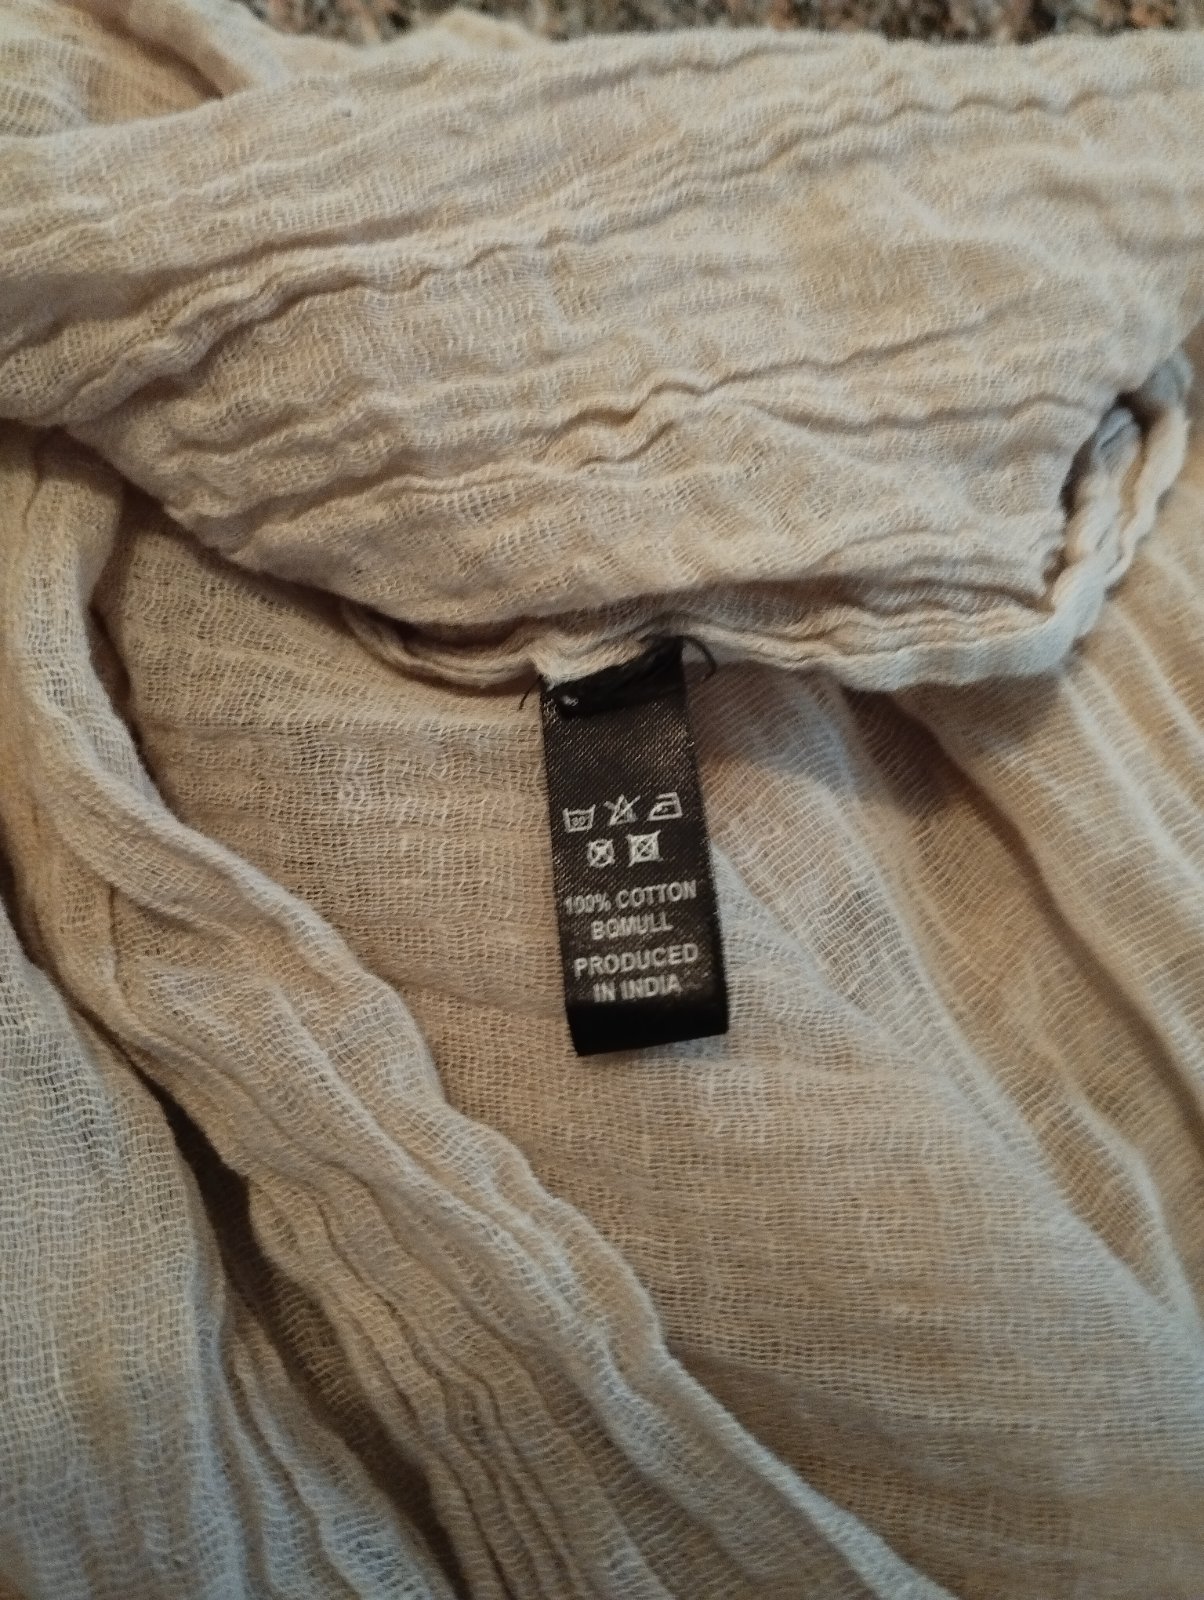 100% COTTON
BOMULL
PRODUCED
IN INDIA